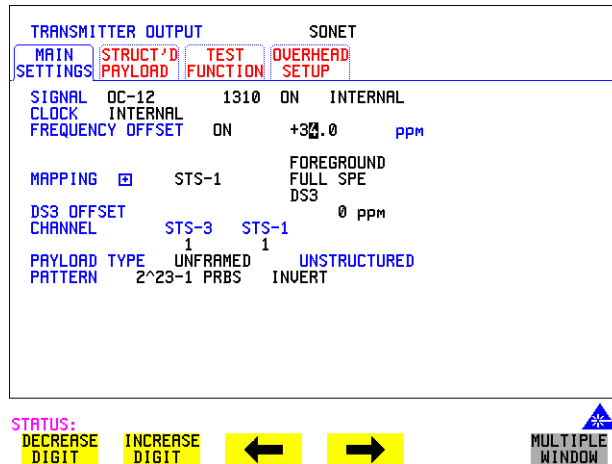 TRANSMITTER OUTPUT SONET
MAIN SETTINGS STRUCT'D PAYLOAD TEST FUNCTION OVERHEAD SETUP
SIGNAL OC-12 1310 ON INTERNAL
CLOCK INTERNAL
FREQUENCY OFFSET ON +34.0 ppm
FOREGROUND
MAPPING + STS-1 FULL SPE
DS3
DS3 OFFSET 0 ppm
CHANNEL STS-3 STS-1
1 1
PAYLOAD TYPE UNFRAMED UNSTRUCTURED
PATTERN 2^23-1 PRBS INVERT
STATUS:
DECREASE DIGIT INCREASE DIGIT MULTIPLE WINDOW